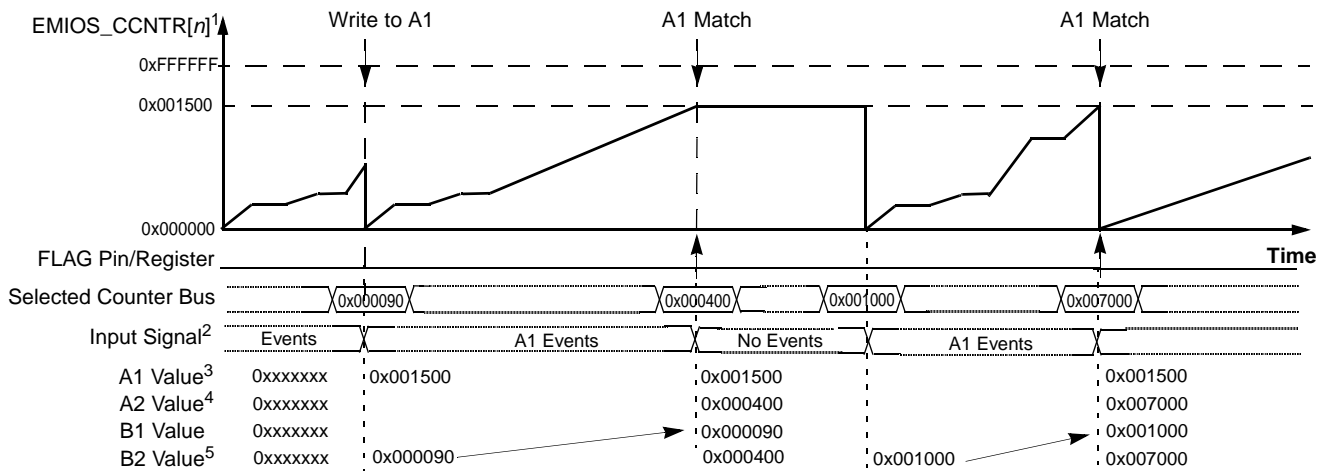 EMIOS_CCNTR[n]¹ Write to A1 A1 Match A1 Match
0xFFFFFF
0x001500
0x000000
FLAG Pin/Register Time
Selected Counter Bus 0x000090 0x000400 0x001000 0x007000
Input Signal² Events A1 Events No Events A1 Events
A1 Value³ 0xxxxxxx 0x001500 0x001500 0x001500
A2 Value⁴ 0xxxxxxx 0x000400 0x007000
B1 Value 0xxxxxxx 0x000090 0x001000
B2 Value⁵ 0xxxxxxx 0x000090 0x000400 0x001000 0x007000